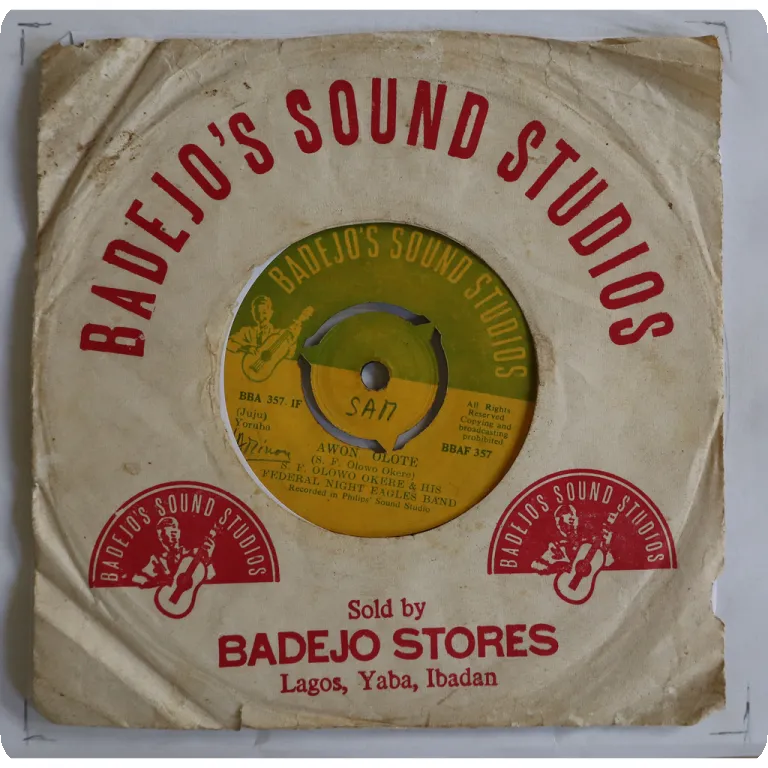 BADEJO'S SOUND STUDIOS
BADEJO'S SOUND STUDIOS
BBA 357 1F
(Juju)
Yoruba
SAM
All Rights
Reserved
Copying and
broadcasting
prohibited
BBAF 357
AWON OLOTE
(S. F. Olowo Okere)
S. F. OLOWO OKERE & HIS
FEDERAL NIGHT EAGLES BAND
Recorded in Philips' Sound Studio
BADEJO'S SOUND STUDIOS
BADEJO'S SOUND STUDIOS
Sold by
BADEJO STORES
Lagos, Yaba, Ibadan